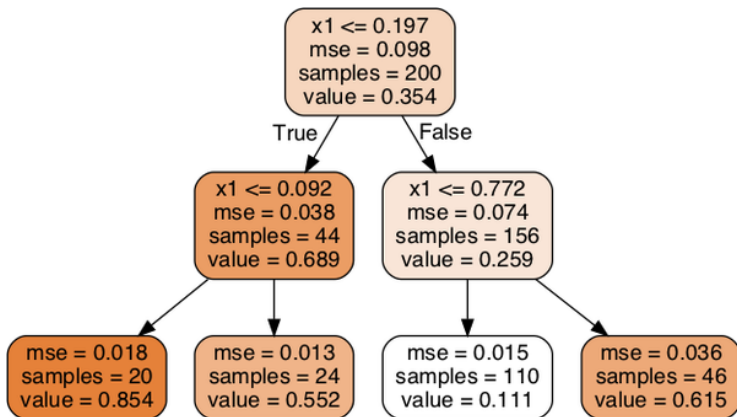 x1 <= 0.197
mse = 0.098
samples = 200
value = 0.354
True
False
x1 <= 0.092
mse = 0.038
samples = 44
value = 0.689
x1 <= 0.772
mse = 0.074
samples = 156
value = 0.259
mse = 0.018
samples = 20
value = 0.854
mse = 0.013
samples = 24
value = 0.552
mse = 0.015
samples = 110
value = 0.111
mse = 0.036
samples = 46
value = 0.615